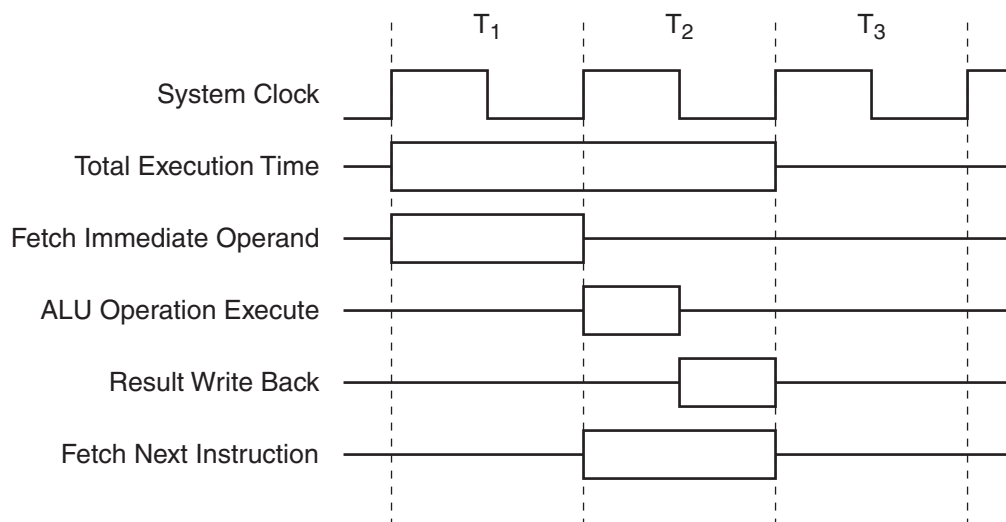 T1 T2 T3
System Clock
Total Execution Time
Fetch Immediate Operand
ALU Operation Execute
Result Write Back
Fetch Next Instruction